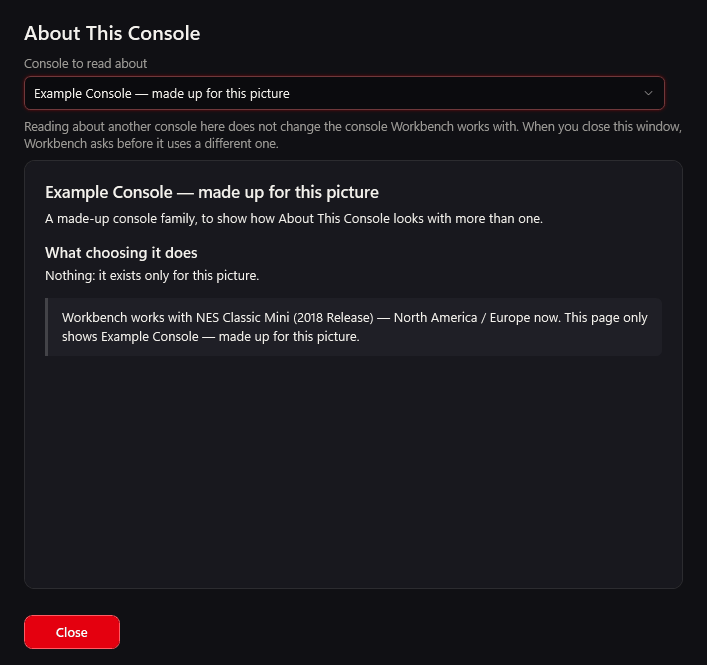 About This Console
Console to read about
Example Console — made up for this picture
Reading about another console here does not change the console Workbench works with. When you close this window,
Workbench asks before it uses a different one.
Example Console — made up for this picture
A made-up console family, to show how About This Console looks with more than one.
What choosing it does
Nothing: it exists only for this picture.
Workbench works with NES Classic Mini (2018 Release) — North America / Europe now. This page only
shows Example Console — made up for this picture.
Close